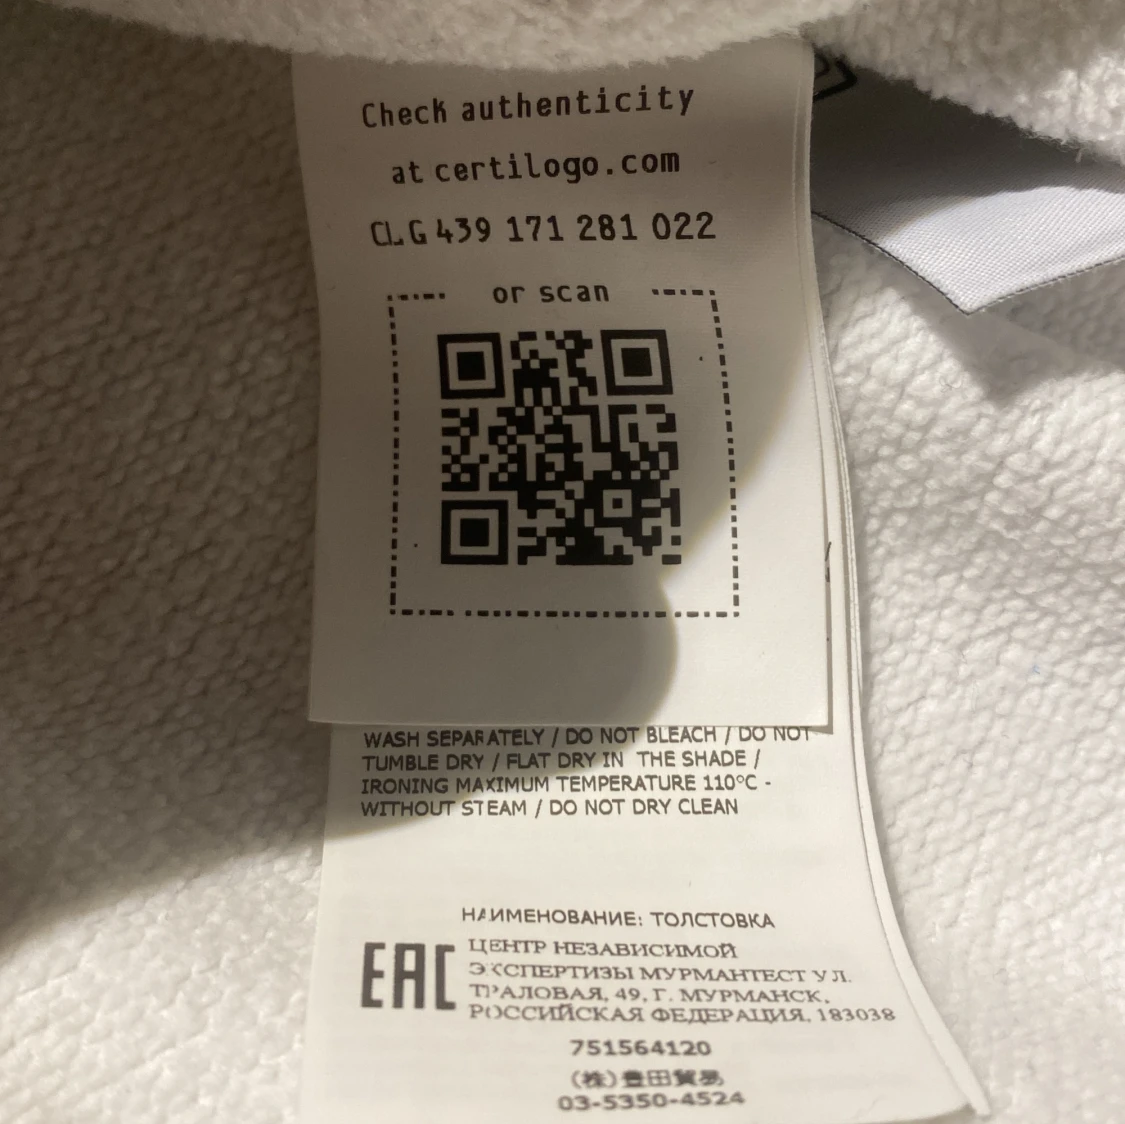 Check authenticity
at certilogo.com
CLG 439 171 281 022
or scan
WASH SEPARATELY / DO NOT BLEACH / DO NOT
TUMBLE DRY / FLAT DRY IN THE SHADE /
IRONING MAXIMUM TEMPERATURE 110°C -
WITHOUT STEAM / DO NOT DRY CLEAN
НАИМЕНОВАНИЕ: ТОЛСТОВКА
EAC
ЦЕНТР НЕЗАВИСИМОЙ
ЭКСПЕРТИЗЫ МУРМАНТЕСТ УЛ.
ТРАЛОВАЯ, 49, Г. МУРМАНСК,
РОССИЙСКАЯ ФЕДЕРАЦИЯ, 183038
751564120
(株)豊田貿易
03-5350-4524